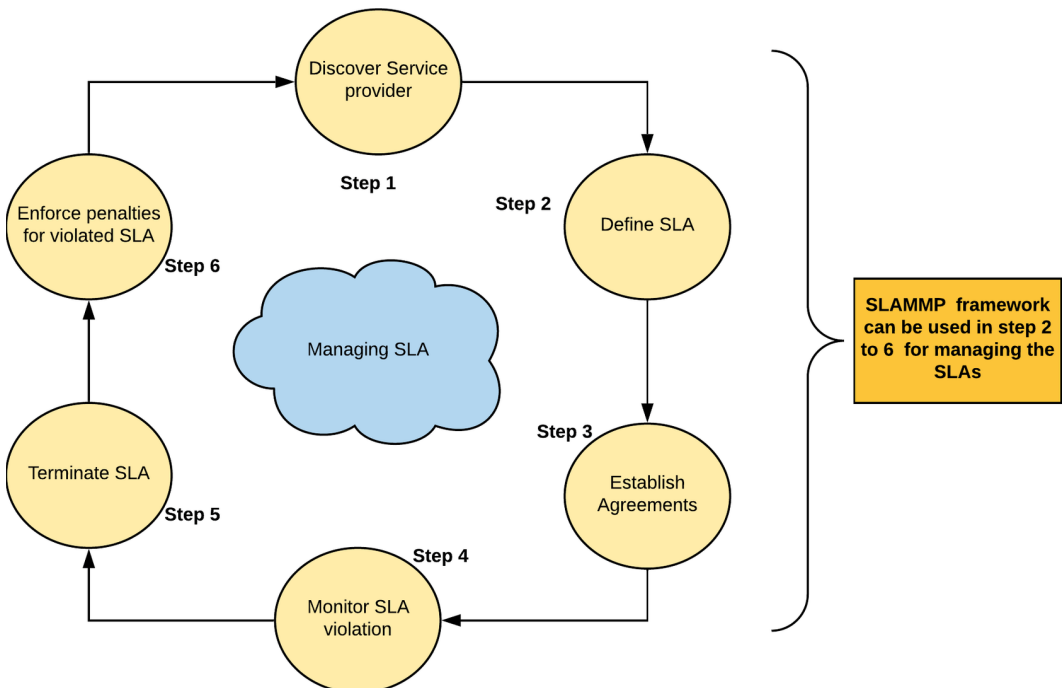 Discover Service
provider
Step 1
Step 2
Define SLA
Enforce penalties
for violated SLA
Step 6
Managing SLA
SLAMMP framework
can be used in step 2
to 6 for managing the
SLAs
Step 3
Establish
Agreements
Terminate SLA
Step 5
Step 4
Monitor SLA
violation